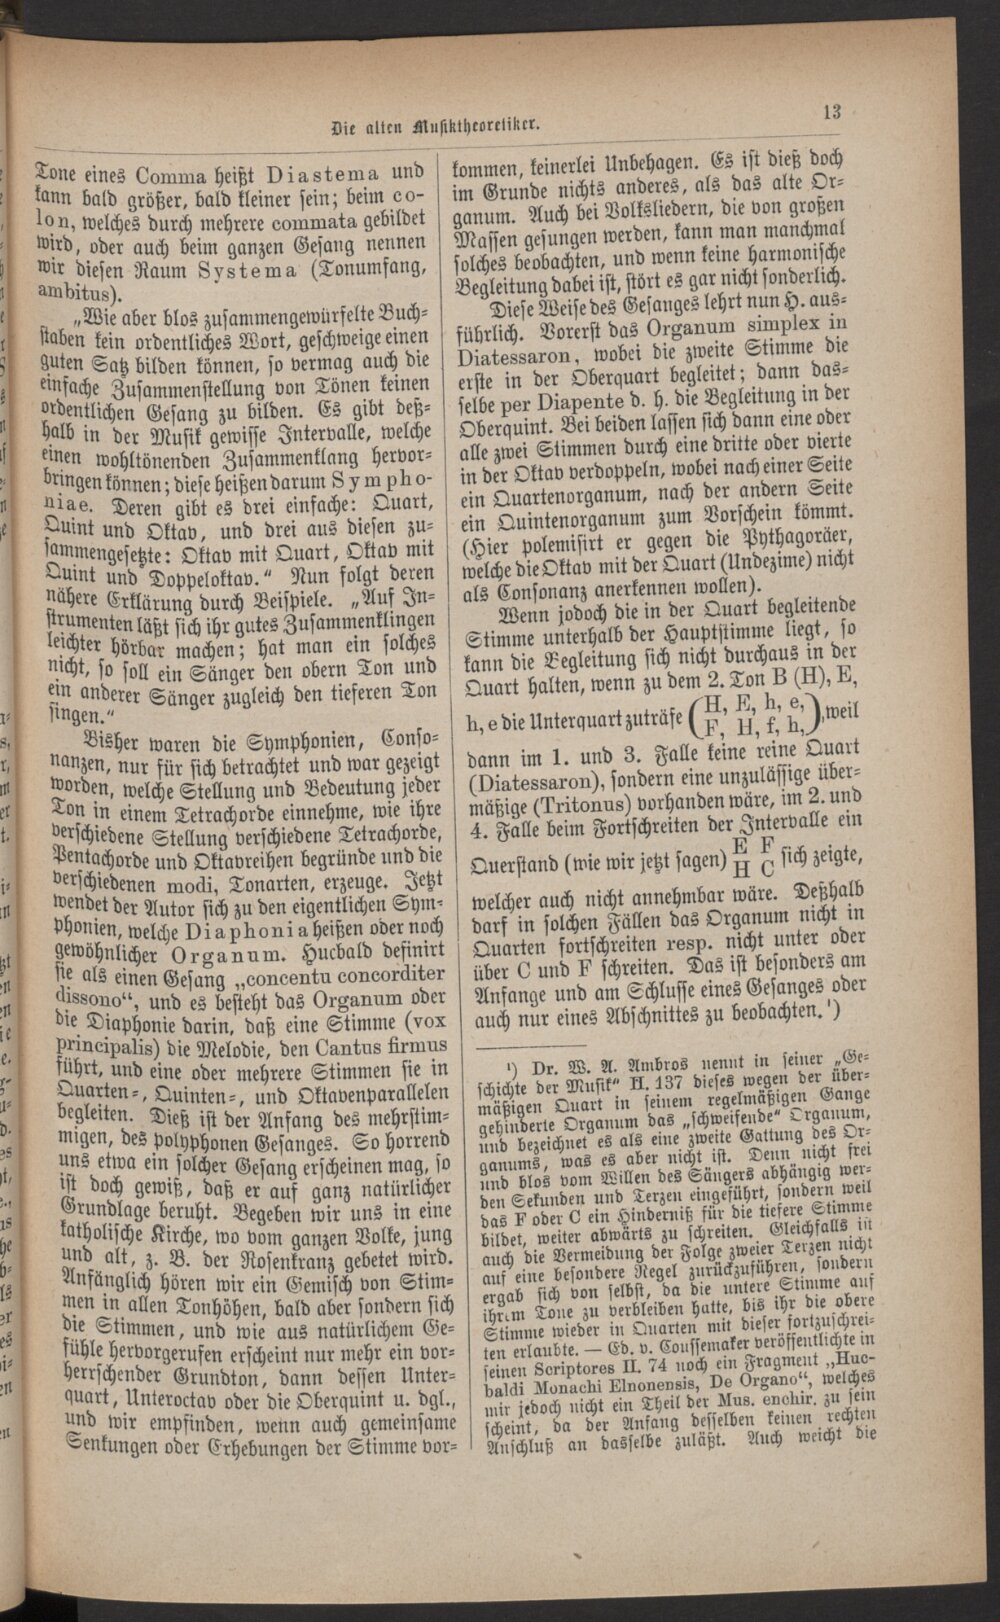 Die alten Musiktheoretiker.
13
Tone eines Comma heißt Diastema und
kann bald größer, bald kleiner sein; beim co-
lon, welches durch mehrere commata gebildet
wird, oder auch beim ganzen Gesang nennen
wir diesen Raum Systema (Tonumfang,
ambitus).
„Wie aber blos zusammengewürfelte Buch-
staben kein ordentliches Wort, geschweige einen
guten Satz bilden können, so vermag auch die
einfache Zusammenstellung von Tönen keinen
ordentlichen Gesang zu bilden. Es gibt deß-
halb in der Musik gewisse Intervalle, welche
einen wohltönenden Zusammenklang hervor-
bringen können; diese heißen darum Sympho-
niae. Deren gibt es drei einfache: Quart,
Quint und Oktav, und drei aus diesen zu-
sammengesetzte: Oktav mit Quart, Oktav mit
Quint und Doppeloktav.“ Nun folgt deren
nähere Erklärung durch Beispiele. „Auf In-
strumenten läßt sich ihr gutes Zusammenklingen
leichter hörbar machen; hat man ein solches
nicht, so soll ein Sänger den obern Ton und
ein anderer Sänger zugleich den tieferen Ton
singen.“
Bisher waren die Symphonien, Conso-
nanzen, nur für sich betrachtet und war gezeigt
worden, welche Stellung und Bedeutung jeder
Ton in einem Tetrachorde einnehme, wie ihre
verschiedene Stellung verschiedene Tetrachorde,
Pentachorde und Oktavreihen begründe und die
verschiedenen modi, Tonarten, erzeuge. Jetzt
wendet der Autor sich zu den eigentlichen Sym-
phonien, welche Diaphonia heißen oder noch
gewöhnlicher Organum. Hucbald definirt
sie als einen Gesang „concentu concorditer
dissono“, und es besteht das Organum oder
die Diaphonie darin, daß eine Stimme (vox
principalis) die Melodie, den Cantus firmus
führt, und eine oder mehrere Stimmen sie in
Quarten-, Quinten-, und Oktavenparallelen
begleiten. Dieß ist der Anfang des mehrstim-
migen, des polyphonen Gesanges. So horrend
uns etwa ein solcher Gesang erscheinen mag, so
ist doch gewiß, daß er auf ganz natürlicher
Grundlage beruht. Begeben wir uns in eine
katholische Kirche, wo vom ganzen Volke, jung
und alt, z. B. der Rosenkranz gebetet wird.
Anfänglich hören wir ein Gemisch von Stim-
men in allen Tonhöhen, bald aber sondern sich
die Stimmen, und wie aus natürlichem Ge-
fühle hervorgerufen erscheint nur mehr ein vor-
herrschender Grundton, dann dessen Unter-
quart, Unteroctav oder die Oberquint u. dgl.,
und wir empfinden, wenn auch gemeinsame
Senkungen oder Erhebungen der Stimme vor-
kommen, keinerlei Unbehagen. Es ist dieß doch
im Grunde nichts anderes, als das alte Or-
ganum. Auch bei Volksliedern, die von großen
Massen gesungen werden, kann man manchmal
solches beobachten, und wenn keine harmonische
Begleitung dabei ist, stört es gar nicht sonderlich.
Diese Weise des Gesanges lehrt nun H. aus-
führlich. Vorerst das Organum simplex in
Diatessaron, wobei die zweite Stimme die
erste in der Oberquart begleitet; dann das-
selbe per Diapente d. h. die Begleitung in der
Oberquint. Bei beiden lassen sich dann eine oder
alle zwei Stimmen durch eine dritte oder vierte
in der Oktav verdoppeln, wobei nach einer Seite
ein Quartenorganum, nach der andern Seite
ein Quintenorganum zum Vorschein kömmt.
(Hier polemisirt er gegen die Pythagoräer,
welche die Oktav mit der Quart (Undezime) nicht
als Consonanz anerkennen wollen).
Wenn jodoch die in der Quart begleitende
Stimme unterhalb der Hauptstimme liegt, so
kann die Begleitung sich nicht durchaus in der
Quart halten, wenn zu dem 2. Ton B (H), E,
h, e die Unterquart zuträfe (H, E, h, e, F, H, f, h,), weil
dann im 1. und 3. Falle keine reine Quart
(Diatessaron), sondern eine unzulässige über-
mäßige (Tritonus) vorhanden wäre, im 2. und
4. Falle beim Fortschreiten der Intervalle ein
Querstand (wie wir jetzt sagen) E F H C sich zeigte,
welcher auch nicht annehmbar wäre. Deßhalb
darf in solchen Fällen das Organum nicht in
Quarten fortschreiten resp. nicht unter oder
über C und F schreiten. Das ist besonders am
Anfange und am Schlusse eines Gesanges oder
auch nur eines Abschnittes zu beobachten.¹)
¹) Dr. W. A. Ambros nennt in seiner „Ge-
schichte der Musik“ II. 137 dieses wegen der über-
mäßigen Quart in seinem regelmäßigen Gange
gehinderte Organum das „schweifende“ Organum,
und bezeichnet es als eine zweite Gattung des Or-
ganums, was es aber nicht ist. Denn nicht frei
und blos vom Willen des Sängers abhängig wer-
den Sekunden und Terzen eingeführt, sondern weil
das F oder C ein Hinderniß für die tiefere Stimme
bildet, weiter abwärts zu schreiten. Gleichfalls ist
auch die Vermeidung der Folge zweier Terzen nicht
auf eine besondere Regel zurückzuführen, sondern
ergab sich von selbst, da die untere Stimme auf
ihrem Tone zu verbleiben hatte, bis ihr die obere
Stimme wieder in Quarten mit dieser fortzuschrei-
ten erlaubte. — Ed. v. Coussemaker veröffentlichte in
seinen Scriptores II. 74 noch ein Fragment „Huc-
baldi Monachi Elnonensis, De Organo“, welches
mir jedoch nicht ein Theil der Mus. enchir. zu sein
scheint, da der Anfang desselben keinen rechten
Anschluß an dasselbe zuläßt. Auch weicht die